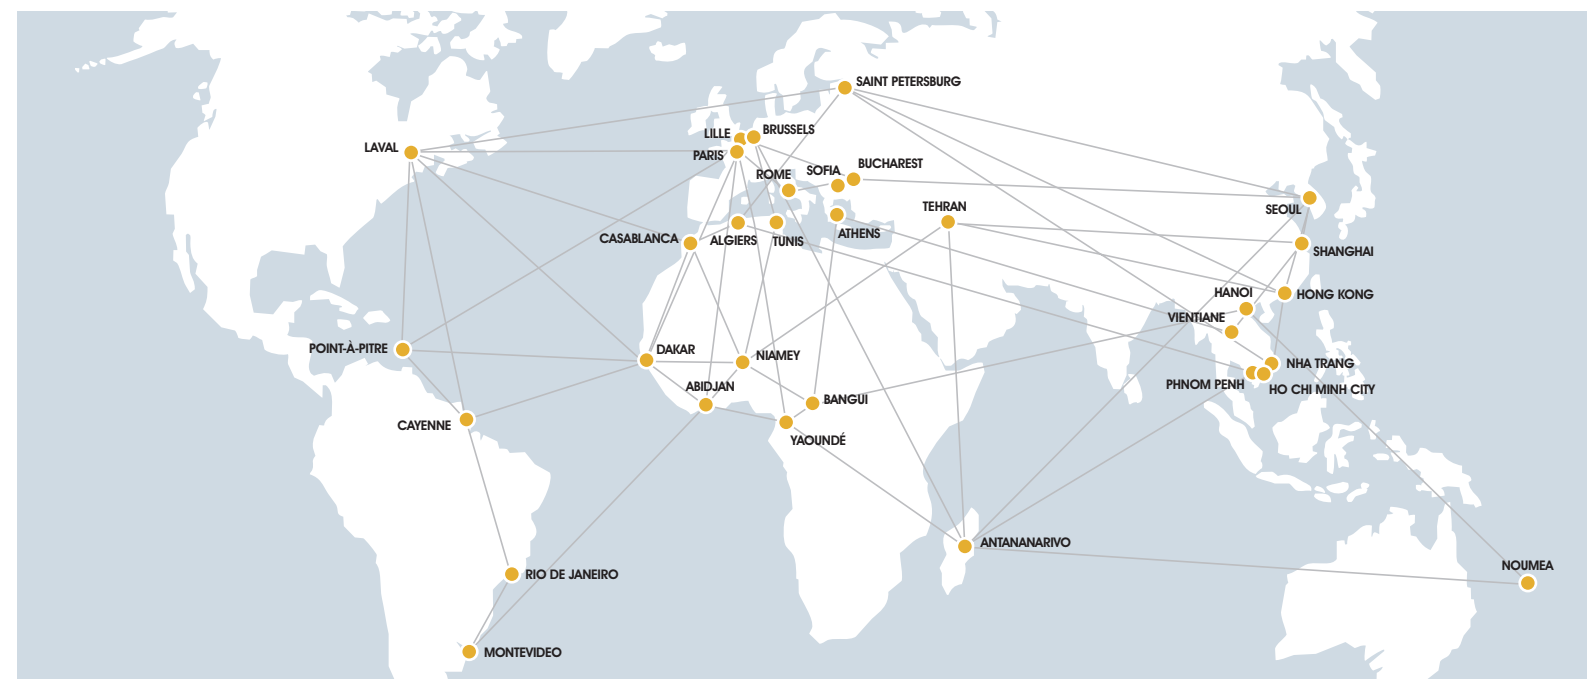 SAINT PETERSBURG
LILLE
BRUSSELS
LAVAL
PARIS
BUCHAREST
SOFIA
ROME
TEHRAN
SEOUL
CASABLANCA
ALGIERS
TUNIS
ATHENS
SHANGHAI
HANOI
HONG KONG
VIENTIANE
POINT-À-PITRE
DAKAR
NIAMEY
NHA TRANG
ABIDJAN
PHNOM PENH
HO CHI MINH CITY
BANGUI
CAYENNE
YAOUNDÉ
ANTANANARIVO
NOUMEA
RIO DE JANEIRO
MONTEVIDEO